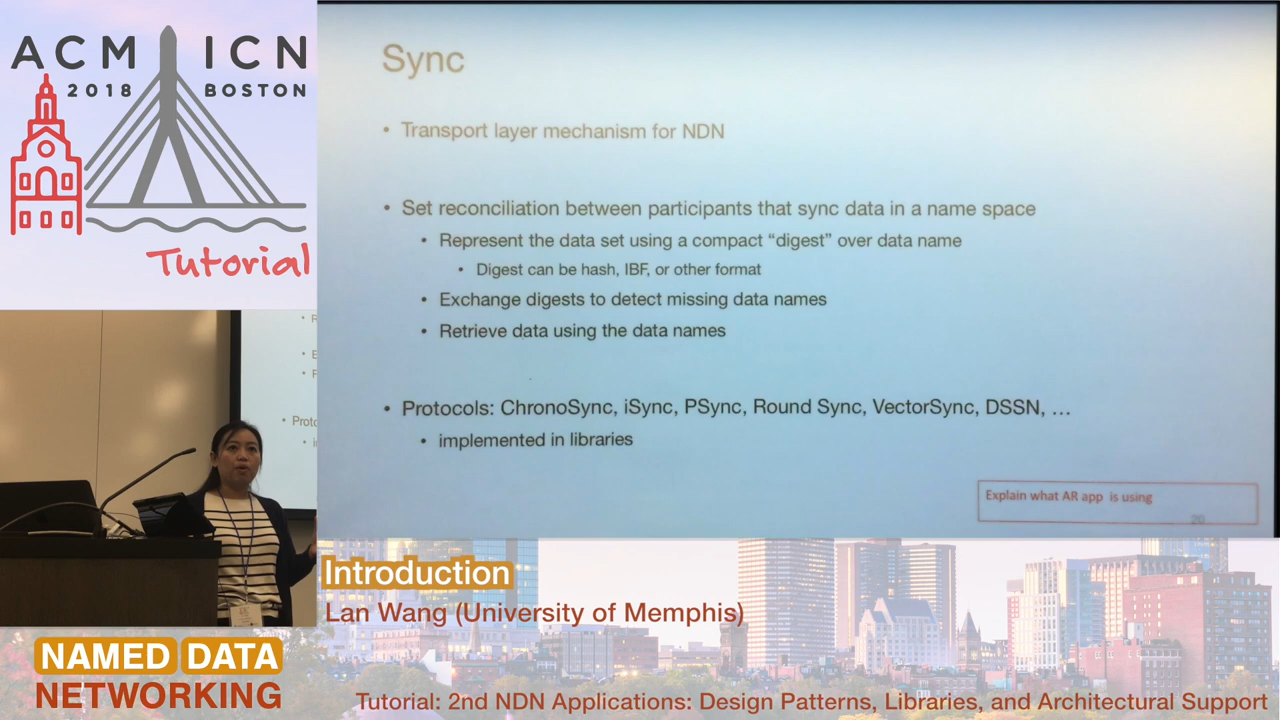 ACM ICN
2018 BOSTON
Tutorial
Sync
• Transport layer mechanism for NDN
• Set reconciliation between participants that sync data in a name space
• Represent the data set using a compact “digest” over data name
• Digest can be hash, IBF, or other format
• Exchange digests to detect missing data names
• Retrieve data using the data names
• Protocols: ChronoSync, iSync, PSync, Round Sync, VectorSync, DSSN, …
• implemented in libraries
Explain what AR app is using
20
Introduction
Lan Wang (University of Memphis)
NAMED DATA
NETWORKING
Tutorial: 2nd NDN Applications: Design Patterns, Libraries, and Architectural Support